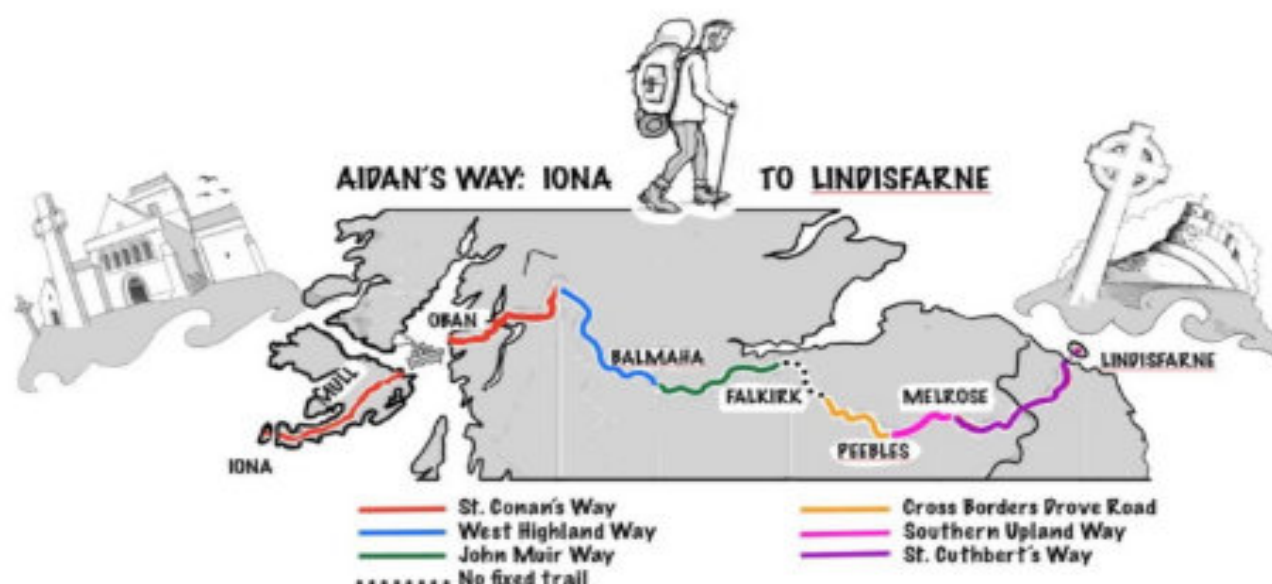 AIDAN'S WAY: IONA TO LINDISFARNE
OBAN
MULL
IONA
BALMAHA
FALKIRK
MELROSE
PEEBLES
LINDISFARNE
St. Conan's Way
West Highland Way
John Muir Way
No fixed trail
Cross Borders Drove Road
Southern Upland Way
St. Cuthbert's Way